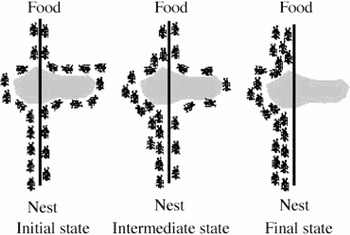 Food Food Food
Nest Nest Nest
Initial state Intermediate state Final state